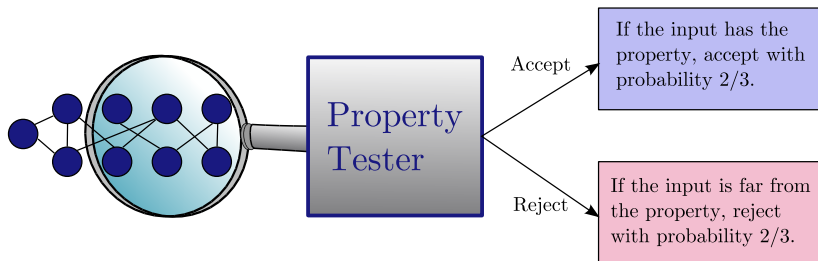 If the input has the
property, accept with
probability 2/3.
Accept
Property
Tester
Reject
If the input is far from
the property, reject
with probability 2/3.